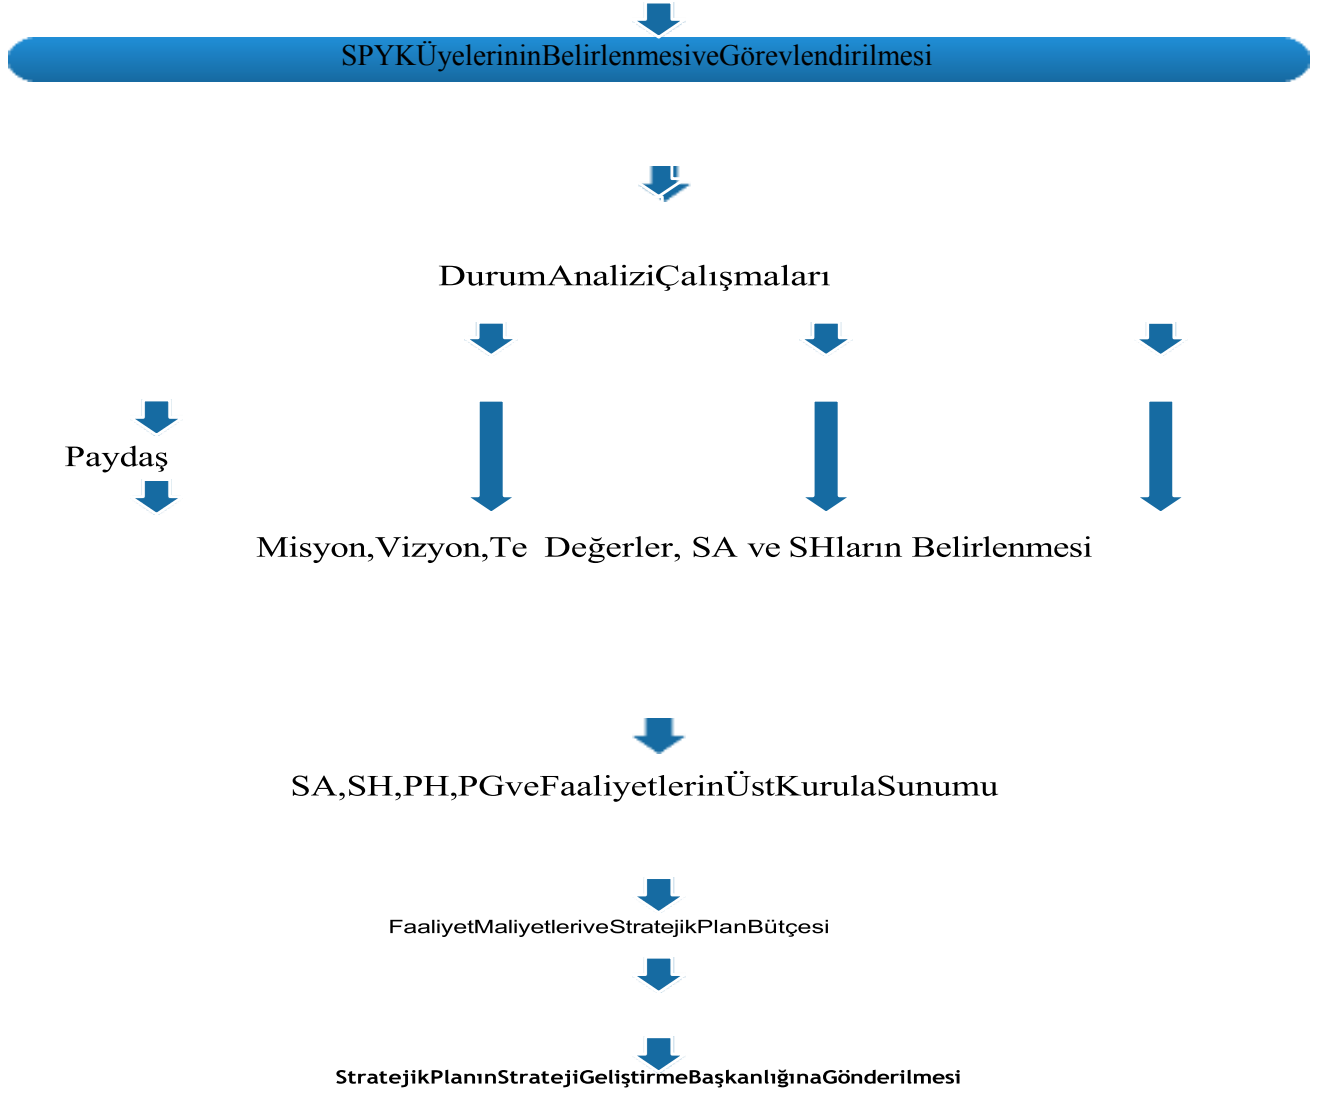 SPYKÜyelerininBelirlenmesiveGörevlendirilmesi
DurumAnaliziÇalışmaları
Paydaş
Misyon,Vizyon,Te Değerler, SA ve SHların Belirlenmesi
SA,SH,PH,PGveFaaliyetlerinÜstKurulaSunumu
FaaliyetMaliyetleriveStratejikPlanBütçesi
StratejikPlanınStratejiGeliştirmeBaşkanlığınaGönderilmesi